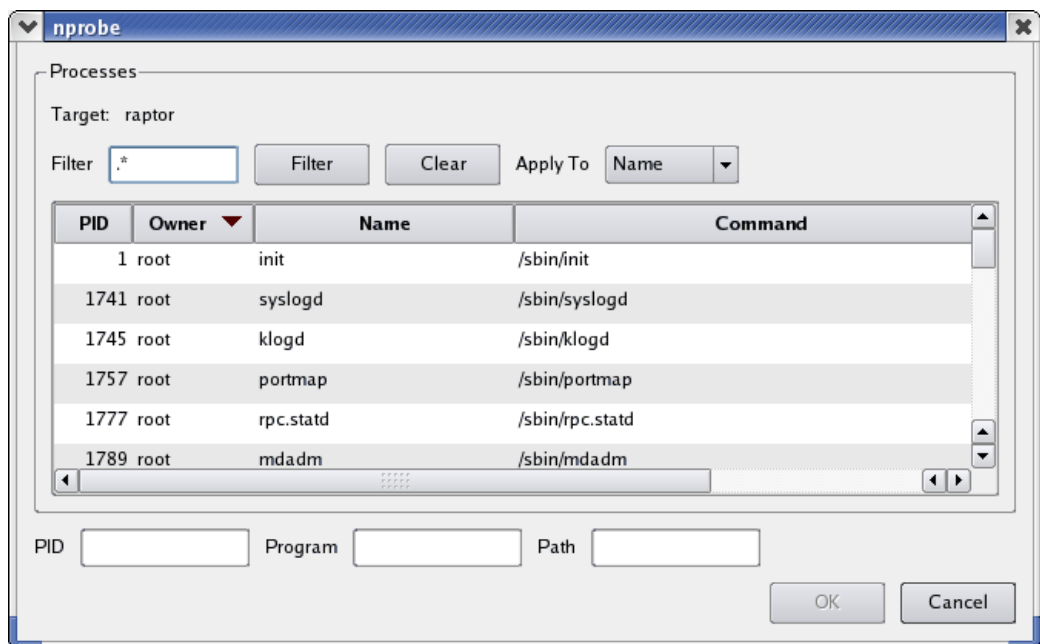 nprobe
Processes
Target: raptor
Filter .* Filter Clear Apply To Name
PID Owner Name Command
1 root init /sbin/init
1741 root syslogd /sbin/syslogd
1745 root klogd /sbin/klogd
1757 root portmap /sbin/portmap
1777 root rpc.statd /sbin/rpc.statd
1789 root mdadm /sbin/mdadm
PID Program Path
OK Cancel